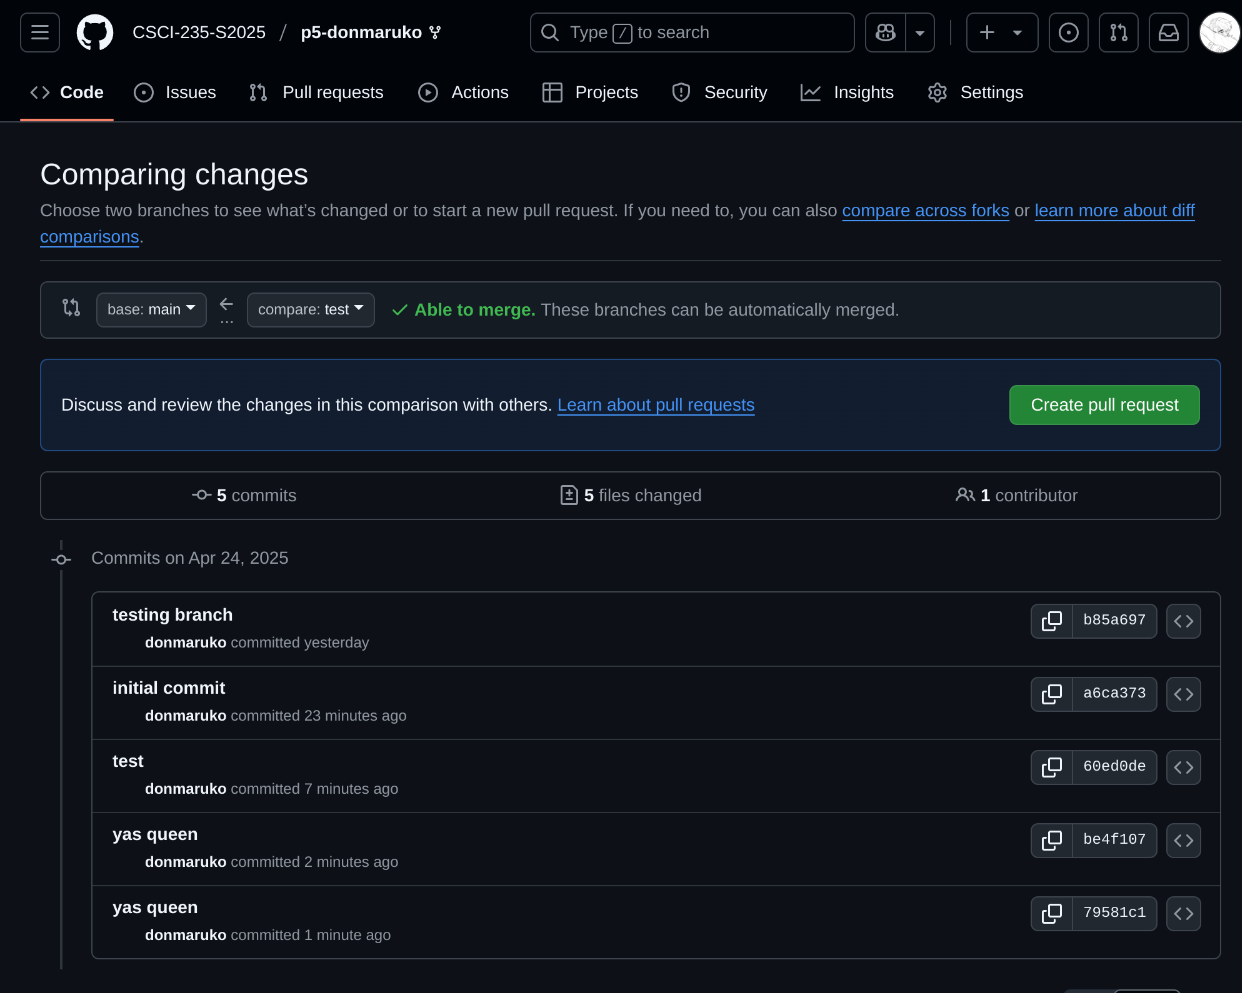 CSCI-235-S2025 / p5-donmaruko
Type / to search
Code Issues Pull requests Actions Projects Security Insights Settings
Comparing changes
Choose two branches to see what's changed or to start a new pull request. If you need to, you can also compare across forks or learn more about diff
comparisons.
base: main ← ... compare: test ✓ Able to merge. These branches can be automatically merged.
Discuss and review the changes in this comparison with others. Learn about pull requests Create pull request
5 commits 5 files changed 1 contributor
Commits on Apr 24, 2025
testing branch b85a697
donmaruko committed yesterday
initial commit a6ca373
donmaruko committed 23 minutes ago
test 60ed0de
donmaruko committed 7 minutes ago
yas queen be4f107
donmaruko committed 2 minutes ago
yas queen 79581c1
donmaruko committed 1 minute ago